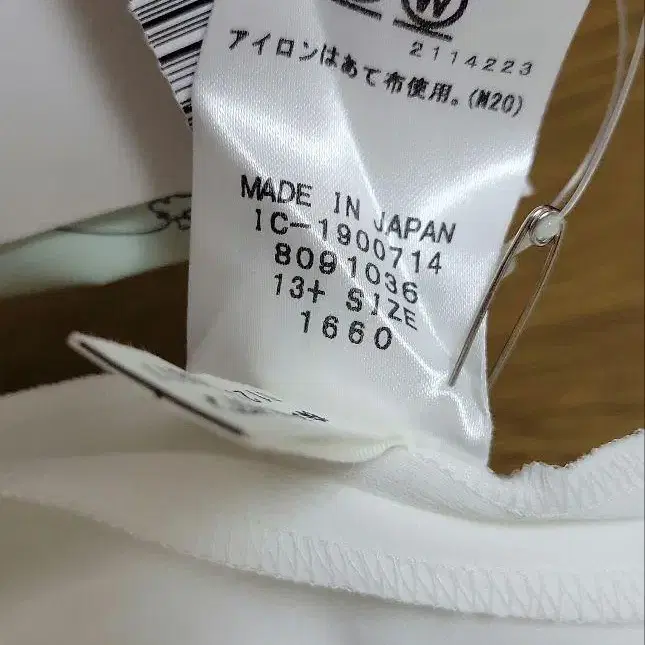 W
2114223
アイロンはあて布使用。(M20)
MADE IN JAPAN
IC-1900714
8091036
13+ SIZE
1660